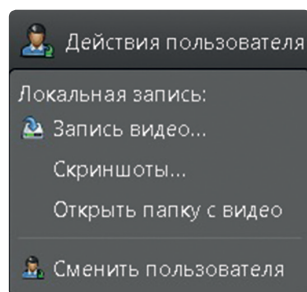 Действия пользователя
Локальная запись:
Запись видео...
Скриншоты...
Открыть папку с видео
Сменить пользователя